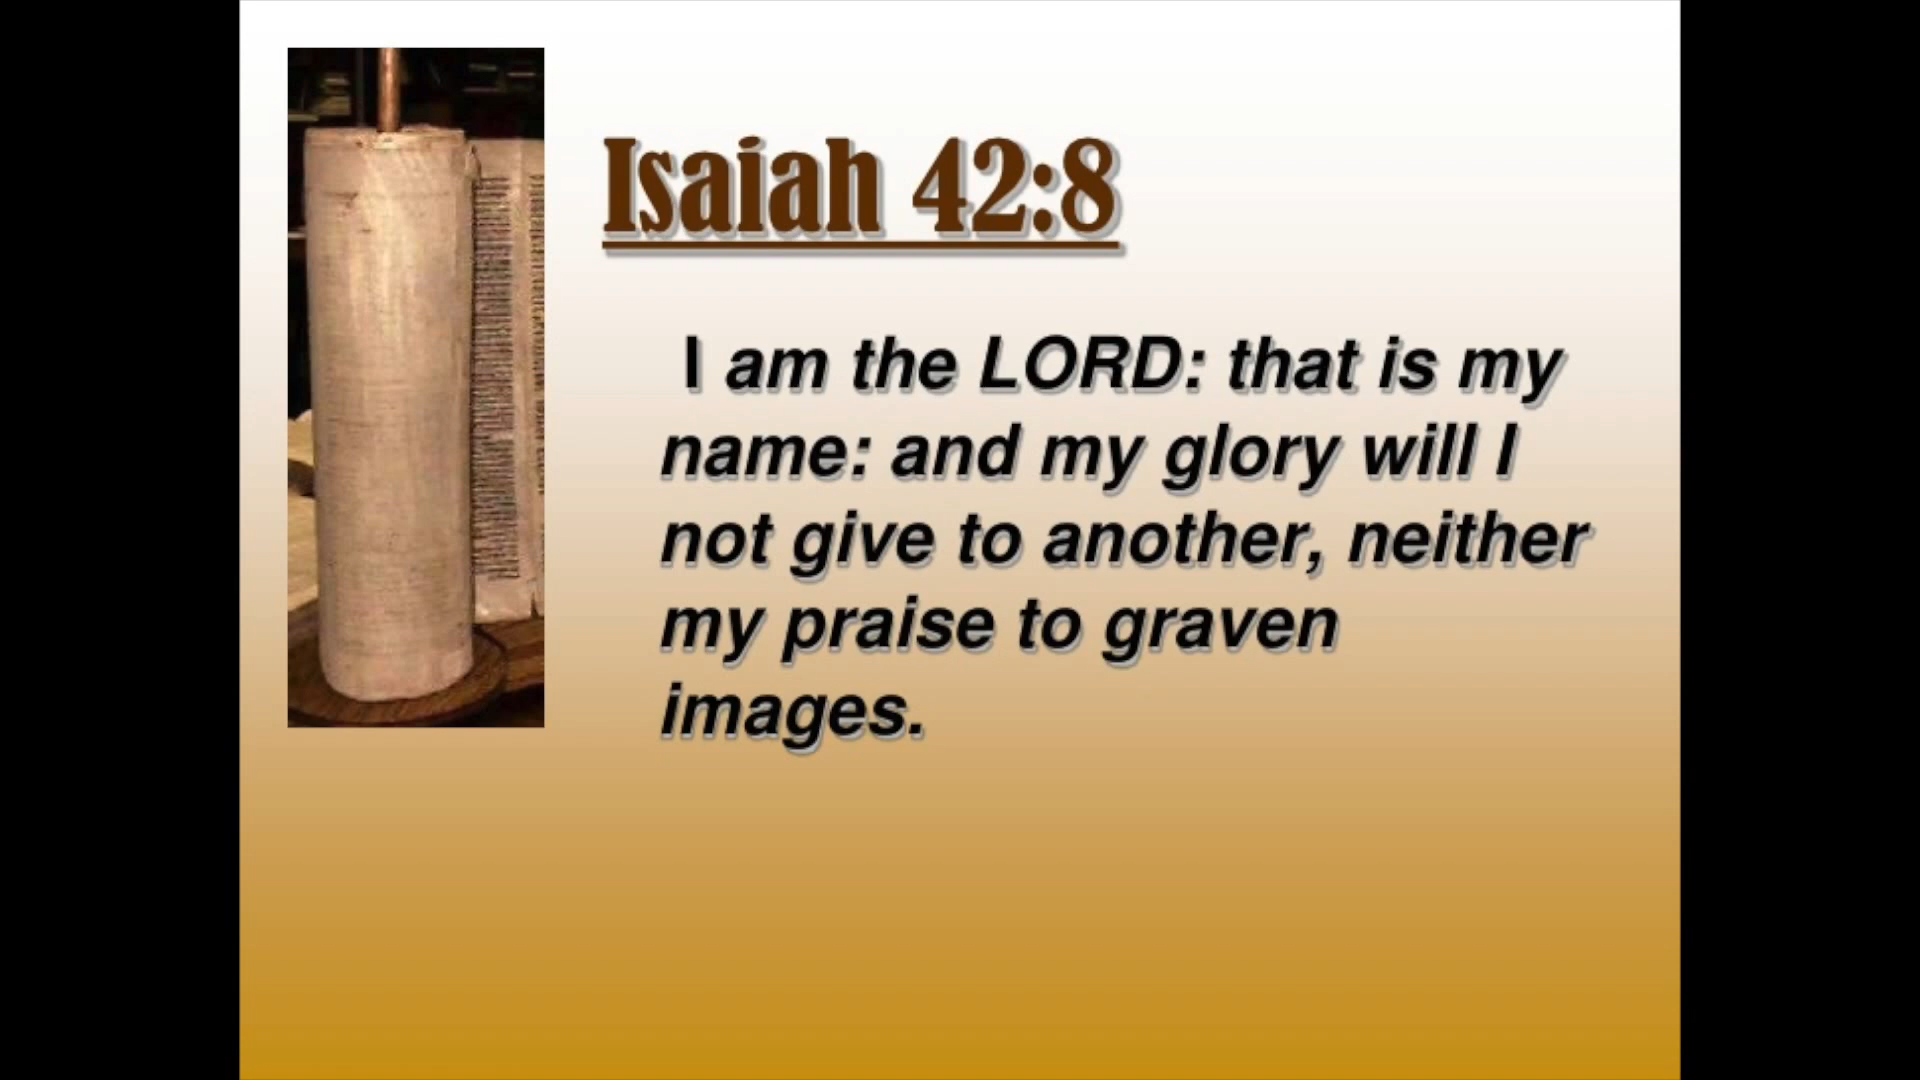 Isaiah 42:8
I am the LORD: that is my
name: and my glory will I
not give to another, neither
my praise to graven
images.